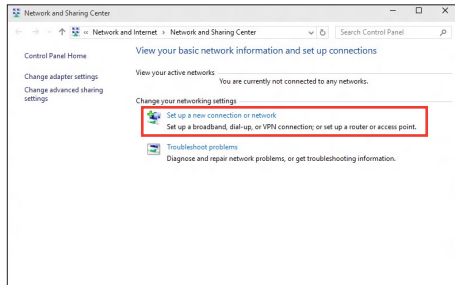 Network and Sharing Center
« Network and Internet › Network and Sharing Center
Search Control Panel
Control Panel Home
Change adapter settings
Change advanced sharing
settings
View your basic network information and set up connections
View your active networks
You are currently not connected to any networks.
Change your networking settings
Set up a new connection or network
Set up a broadband, dial-up, or VPN connection; or set up a router or access point.
Troubleshoot problems
Diagnose and repair network problems, or get troubleshooting information.